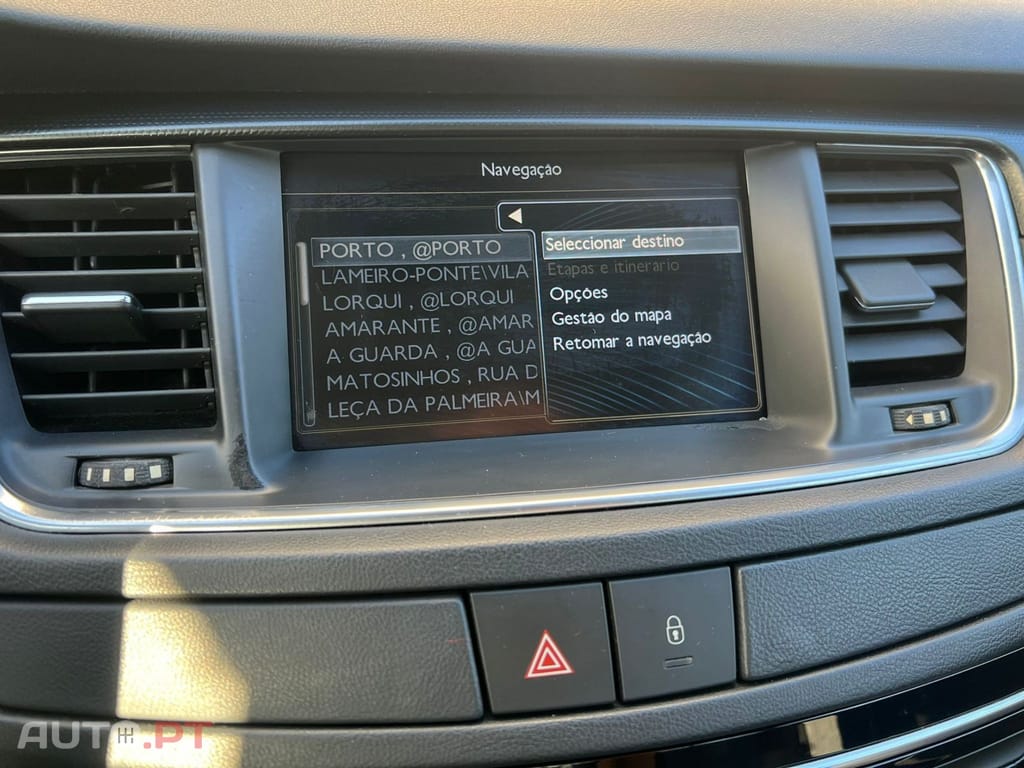 Navegação
PORTO , @PORTO
LAMEIRO-PONTE\VILA
LORQUI , @LORQUI
AMARANTE , @AMAR
A GUARDA , @A GUA
MATOSINHOS , RUA D
LEÇA DA PALMEIRA\M
Seleccionar destino
Etapas e itinerario
Opções
Gestão do mapa
Retomar a navegação
AUTO.PT